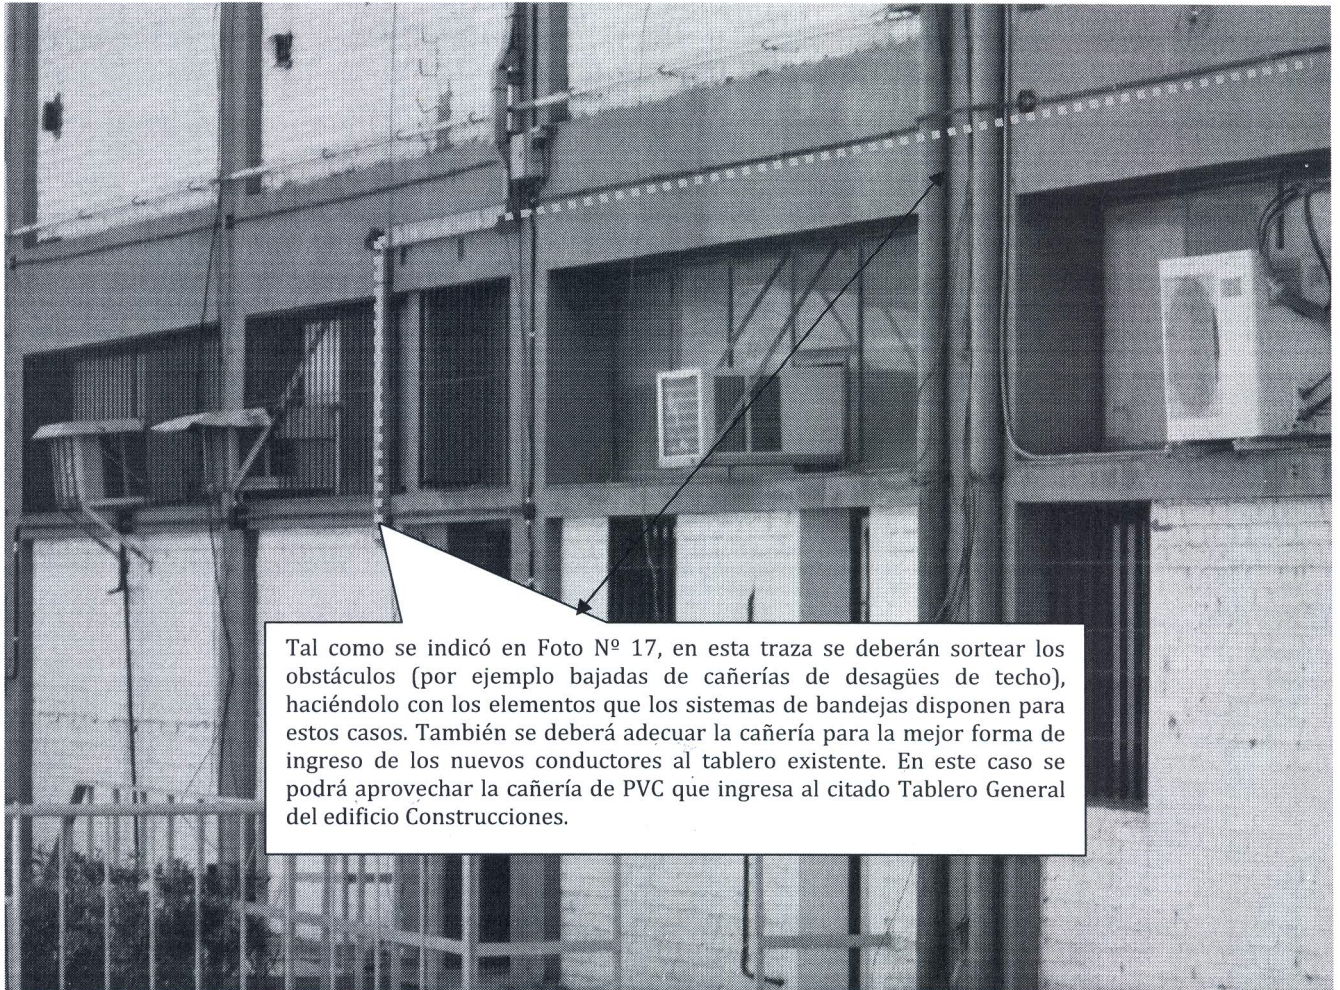 Tal como se indicó en Foto Nº 17, en esta traza se deberán sortear los
obstáculos (por ejemplo bajadas de cañerías de desagües de techo),
haciéndolo con los elementos que los sistemas de bandejas disponen para
estos casos. También se deberá adecuar la cañería para la mejor forma de
ingreso de los nuevos conductores al tablero existente. En este caso se
podrá aprovechar la cañería de PVC que ingresa al citado Tablero General
del edificio Construcciones.